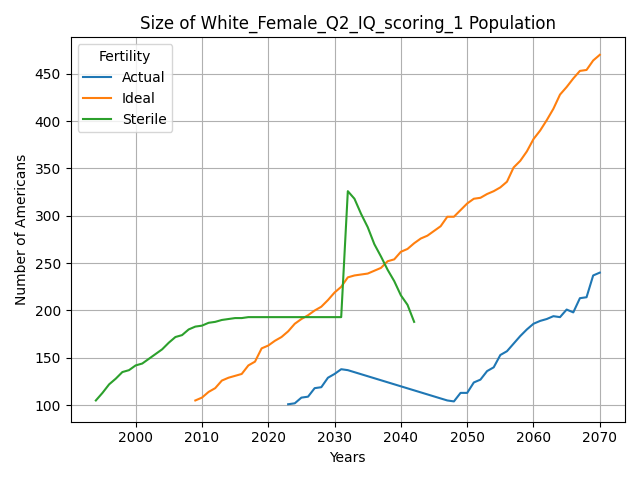 Size of White_Female_Q2_IQ_scoring_1 Population
Fertility
Actual
Ideal
Sterile
Number of Americans
450
400
350
300
250
200
150
100
2000 2010 2020 2030 2040 2050 2060 2070
Years